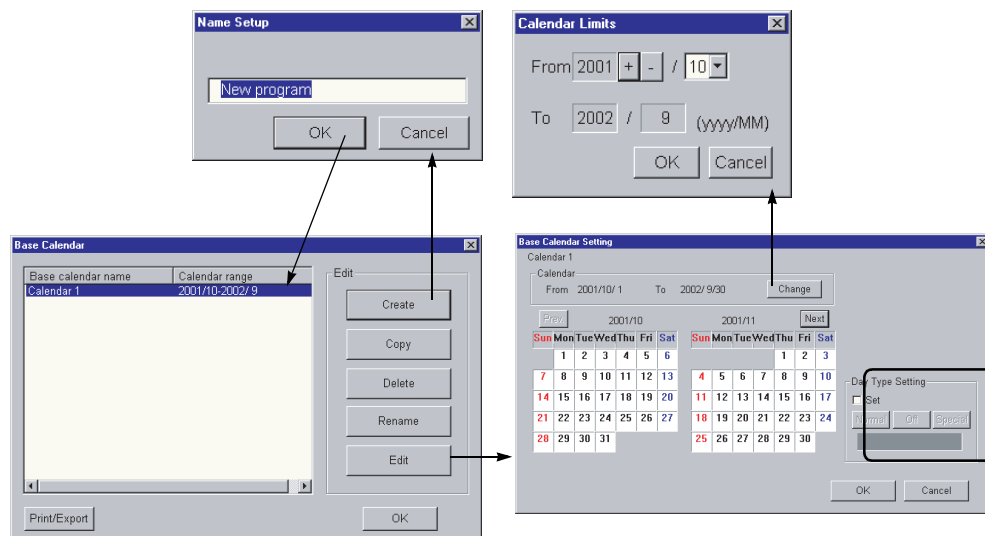 Name Setup
New program
OK Cancel
Calendar Limits
From 2001 + - / 10
To 2002 / 9 (yyyy/MM)
OK Cancel
Base Calendar
Base calendar name Calendar range
Calendar 1 2001/10-2002/ 9
Edit
Create
Copy
Delete
Rename
Edit
Print/Export
OK
Base Calendar Setting
Calendar 1
Calendar
From 2001/10/ 1 To 2002/ 9/30 Change
Prev 2001/10 2001/11 Next
Sun Mon Tue Wed Thu Fri Sat Sun Mon Tue Wed Thu Fri Sat
1 2 3 4 5 6 1 2 3
7 8 9 10 11 12 13 4 5 6 7 8 9 10
14 15 16 17 18 19 20 11 12 13 14 15 16 17
21 22 23 24 25 26 27 18 19 20 21 22 23 24
28 29 30 31 25 26 27 28 29 30
Day Type Setting
Set
Normal Off Special
OK Cancel